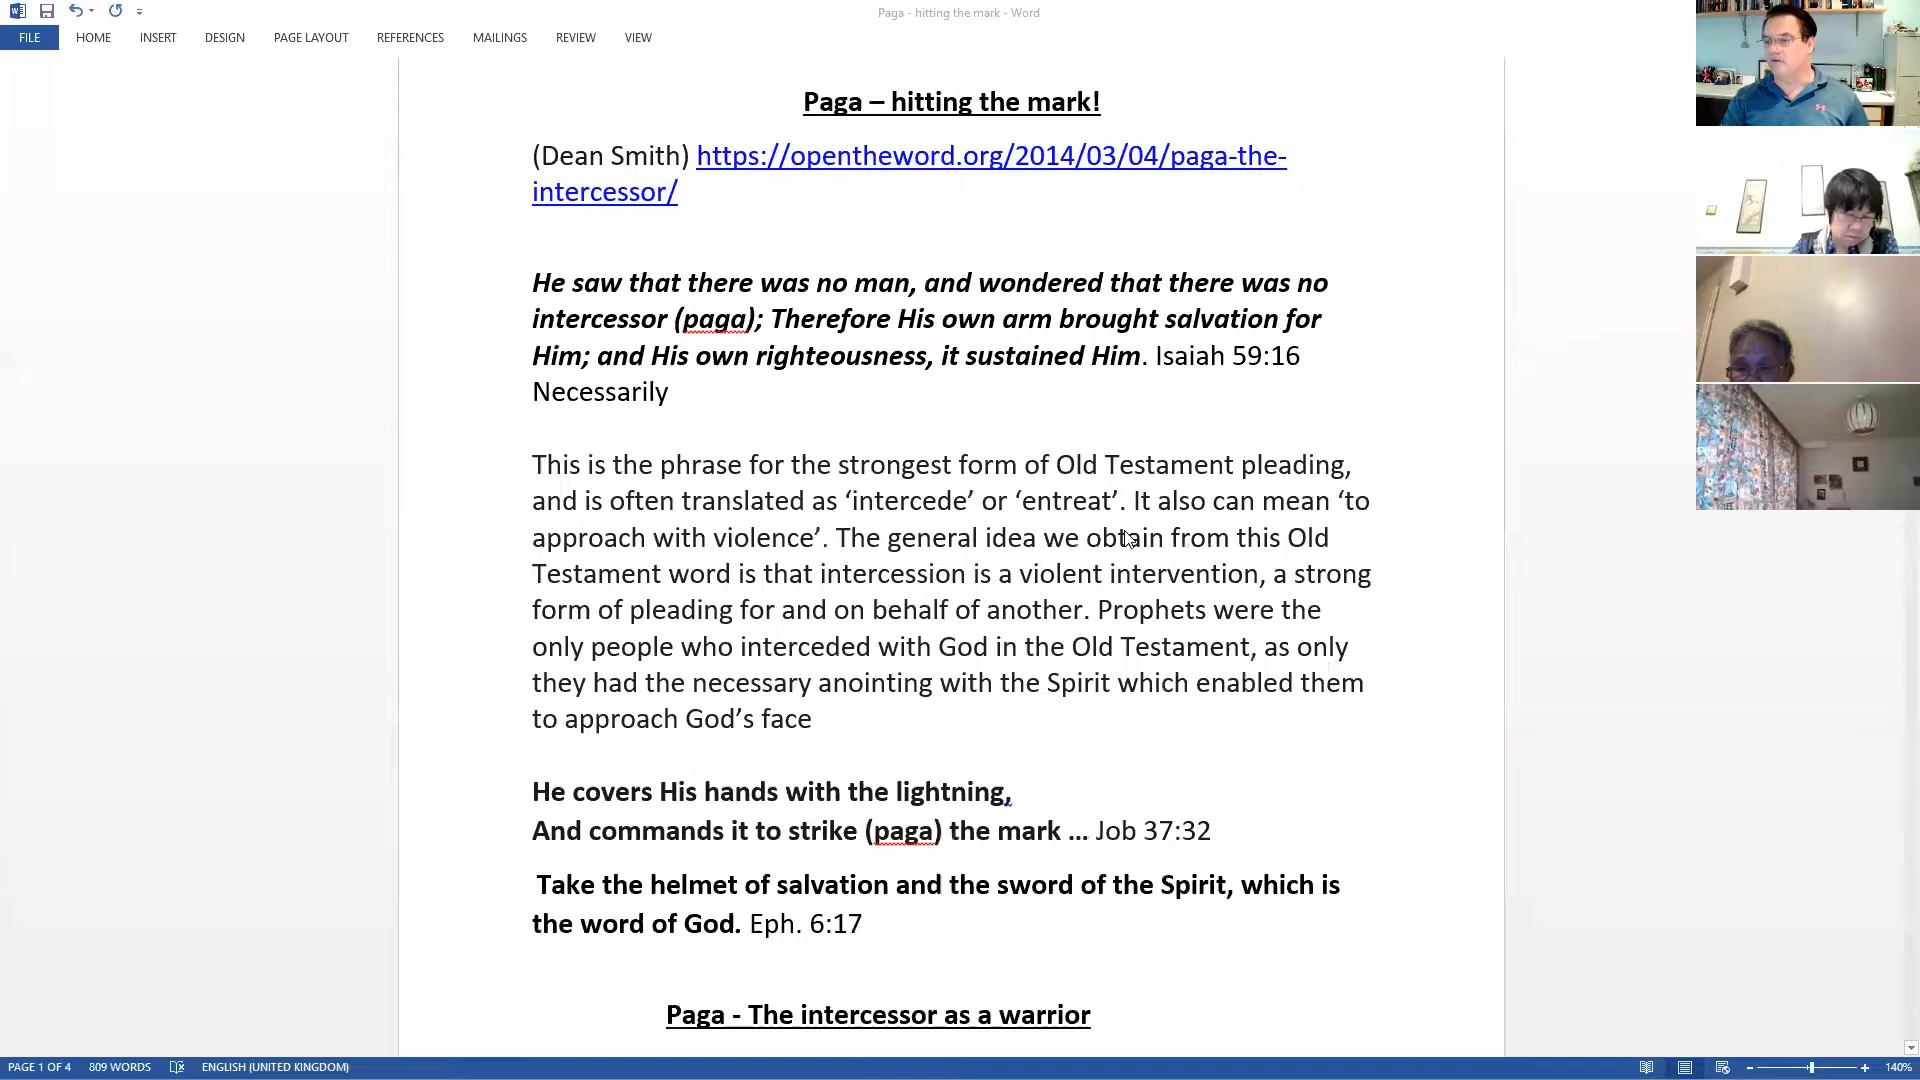 Paga - hitting the mark - Word
FILE HOME INSERT DESIGN PAGE LAYOUT REFERENCES MAILINGS REVIEW VIEW
Paga – hitting the mark!
(Dean Smith) https://opentheword.org/2014/03/04/paga-the-
intercessor/
He saw that there was no man, and wondered that there was no
intercessor (paga); Therefore His own arm brought salvation for
Him; and His own righteousness, it sustained Him. Isaiah 59:16
Necessarily
This is the phrase for the strongest form of Old Testament pleading,
and is often translated as ‘intercede’ or ‘entreat’. It also can mean ‘to
approach with violence’. The general idea we obtain from this Old
Testament word is that intercession is a violent intervention, a strong
form of pleading for and on behalf of another. Prophets were the
only people who interceded with God in the Old Testament, as only
they had the necessary anointing with the Spirit which enabled them
to approach God’s face
He covers His hands with the lightning,
And commands it to strike (paga) the mark … Job 37:32
Take the helmet of salvation and the sword of the Spirit, which is
the word of God. Eph. 6:17
Paga - The intercessor as a warrior
PAGE 1 OF 4 809 WORDS ENGLISH (UNITED KINGDOM) 140%